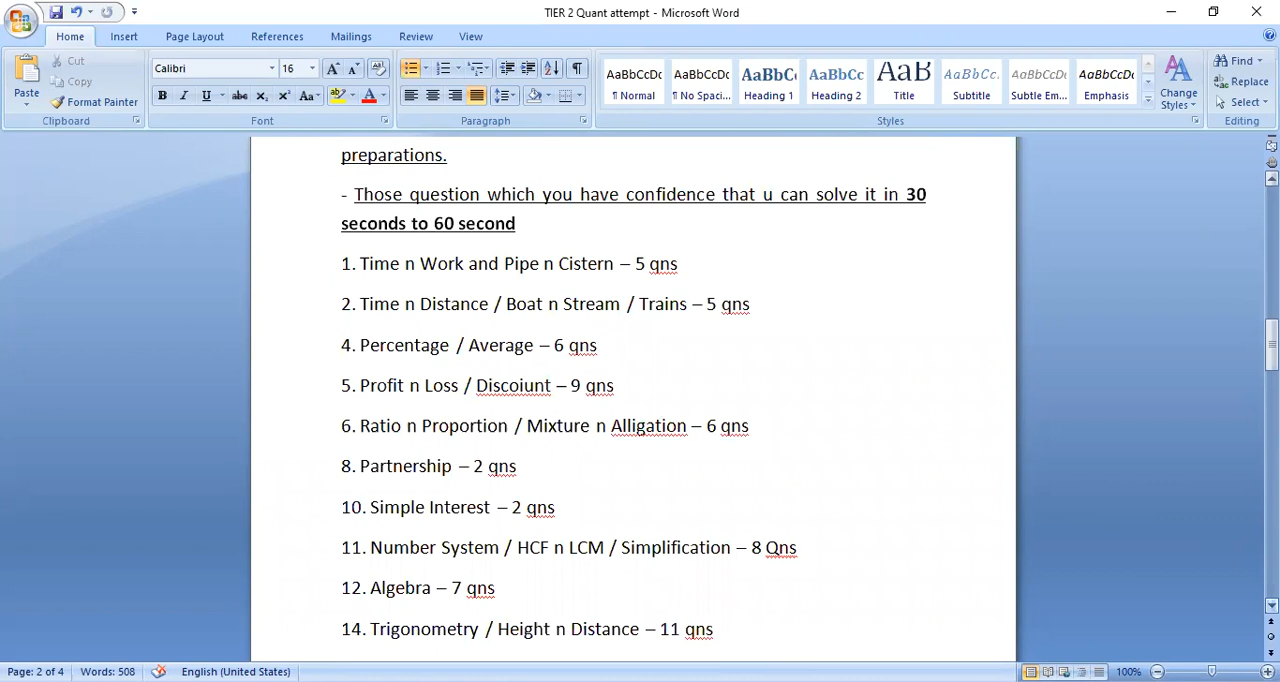 TIER 2 Quant attempt - Microsoft Word
Home Insert Page Layout References Mailings Review View
Paste Cut Copy Format Painter
Calibri 16
AaBbCcDc AaBbCcDc AaBbC AaBbCc AaB AaBbCc. AaBbCcDc AaBbCcDc
¶ Normal ¶ No Spaci... Heading 1 Heading 2 Title Subtitle Subtle Em... Emphasis
Change Styles
Find Replace Select
Clipboard Font Paragraph Styles Editing
preparations.
- Those question which you have confidence that u can solve it in 30
seconds to 60 second
1. Time n Work and Pipe n Cistern – 5 qns
2. Time n Distance / Boat n Stream / Trains – 5 qns
4. Percentage / Average – 6 qns
5. Profit n Loss / Discoiunt – 9 qns
6. Ratio n Proportion / Mixture n Alligation – 6 qns
8. Partnership – 2 qns
10. Simple Interest – 2 qns
11. Number System / HCF n LCM / Simplification – 8 Qns
12. Algebra – 7 qns
14. Trigonometry / Height n Distance – 11 qns
Page: 2 of 4 Words: 508 English (United States) 100%